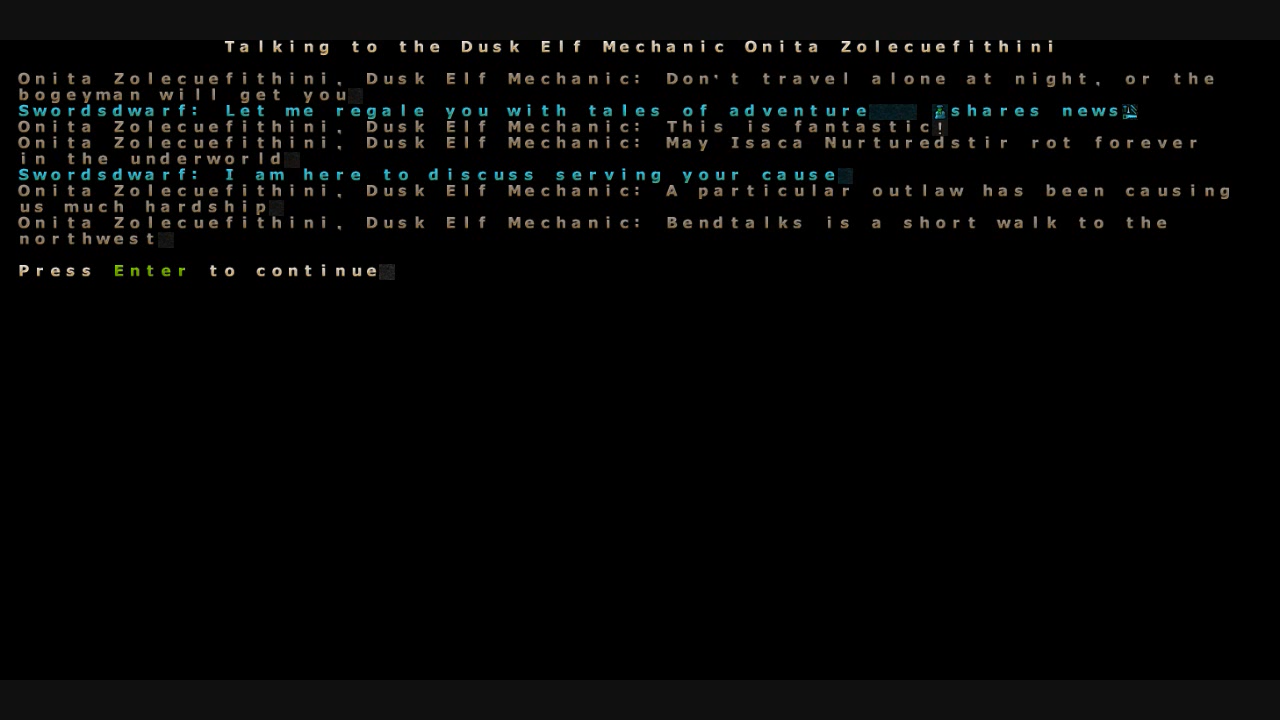 Talking to the Dusk Elf Mechanic Onita Zolecuefithini
Onita Zolecuefithini, Dusk Elf Mechanic: Don't travel alone at night, or the
bogeyman will get you
Swordsdwarf: Let me regale you with tales of adventure shares news
Onita Zolecuefithini, Dusk Elf Mechanic: This is fantastic!
Onita Zolecuefithini, Dusk Elf Mechanic: May Isaca Nurturedstir rot forever
in the underworld
Swordsdwarf: I am here to discuss serving your cause
Onita Zolecuefithini, Dusk Elf Mechanic: A particular outlaw has been causing
us much hardship
Onita Zolecuefithini, Dusk Elf Mechanic: Bendtalks is a short walk to the
northwest
Press Enter to continue